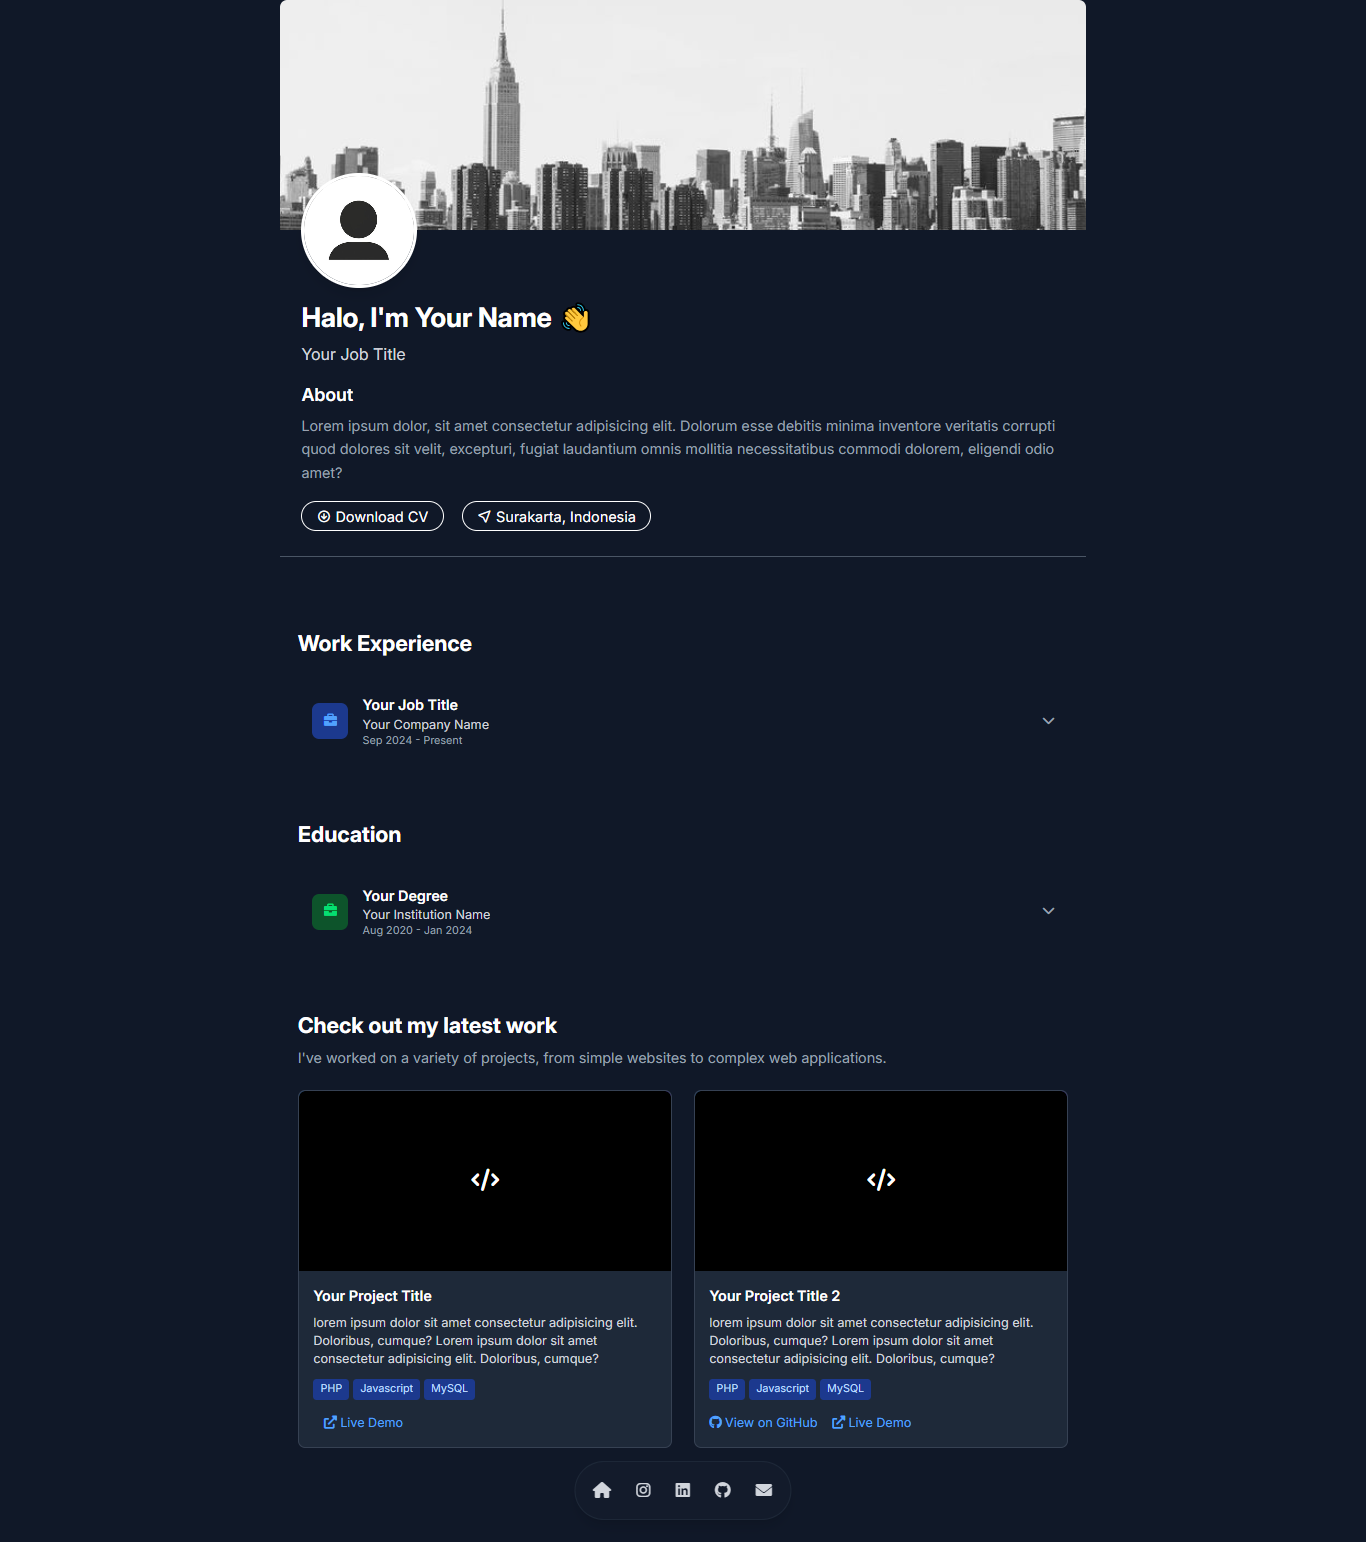 Halo, I'm Your Name 👋
Your Job Title
About
Lorem ipsum dolor, sit amet consectetur adipisicing elit. Dolorum esse debitis minima inventore veritatis corrupti
quod dolores sit velit, excepturi, fugiat laudantium omnis mollitia necessitatibus commodi dolorem, eligendi odio
amet?
Download CV
Surakarta, Indonesia
Work Experience
Your Job Title
Your Company Name
Sep 2024 - Present
Education
Your Degree
Your Institution Name
Aug 2020 - Jan 2024
Check out my latest work
I've worked on a variety of projects, from simple websites to complex web applications.
Your Project Title
lorem ipsum dolor sit amet consectetur adipisicing elit.
Doloribus, cumque? Lorem ipsum dolor sit amet
consectetur adipisicing elit. Doloribus, cumque?
PHP Javascript MySQL
Live Demo
Your Project Title 2
lorem ipsum dolor sit amet consectetur adipisicing elit.
Doloribus, cumque? Lorem ipsum dolor sit amet
consectetur adipisicing elit. Doloribus, cumque?
PHP Javascript MySQL
View on GitHub Live Demo